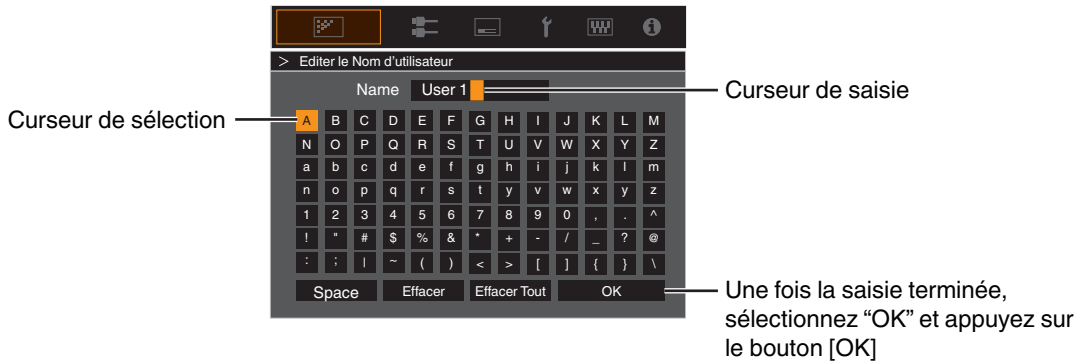 > Editer le Nom d'utilisateur
Name User 1
Curseur de saisie
Curseur de sélection
A B C D E F G H I J K L M
N O P Q R S T U V W X Y Z
a b c d e f g h i j k l m
n o p q r s t y v w x y z
1 2 3 4 5 6 7 8 9 0 , . ^
! " # $ % & * + - / _ ? @
: ; | ~ ( ) < > [ ] { } \
Space Effacer Effacer Tout OK
Une fois la saisie terminée,
sélectionnez “OK” et appuyez sur
le bouton [OK]